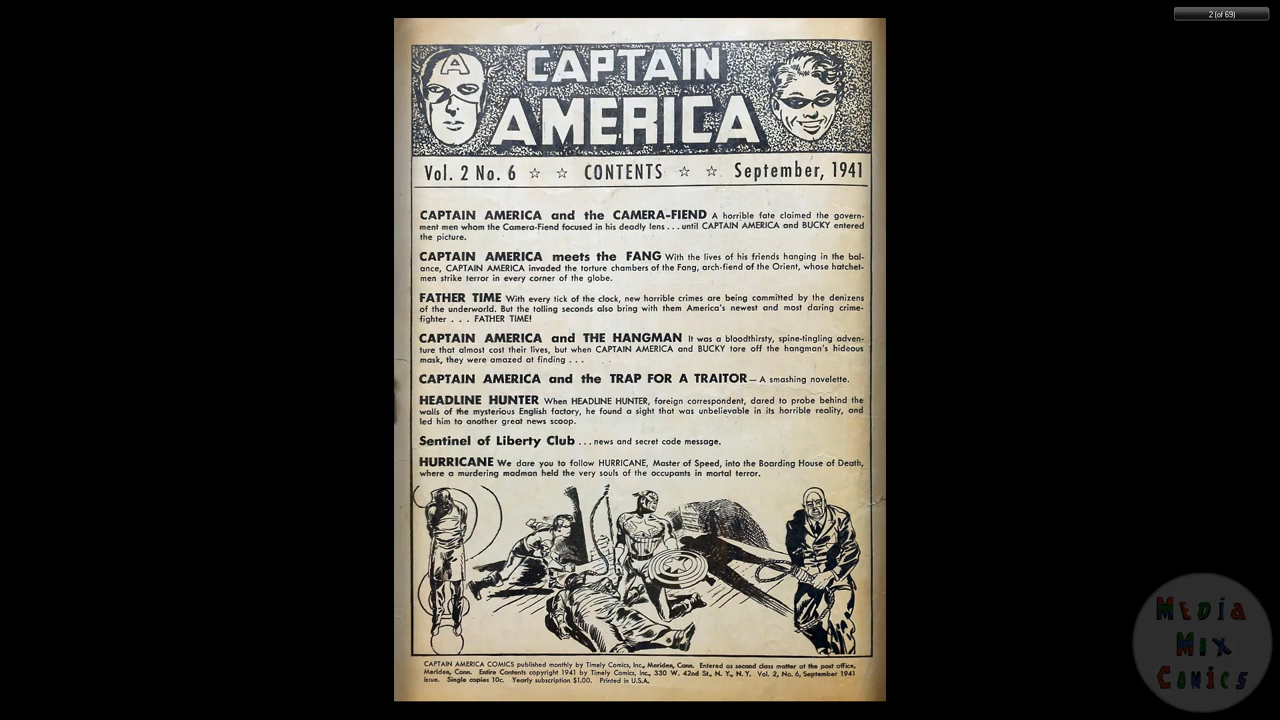 2 (of 69)
A
CAPTAIN
AMERICA
Vol. 2 No. 6 ☆ ☆ CONTENTS ☆ ☆ September, 1941
CAPTAIN AMERICA and the CAMERA-FIEND A horrible fate claimed the govern-
ment men whom the Camera-Fiend focused in his deadly lens . . . until CAPTAIN AMERICA and BUCKY entered
the picture.
CAPTAIN AMERICA meets the FANG With the lives of his friends hanging in the bal-
ance, CAPTAIN AMERICA invaded the torture chambers of the Fang, arch-fiend of the Orient, whose hatchet-
men strike terror in every corner of the globe.
FATHER TIME With every tick of the clock, new horrible crimes are being committed by the denizens
of the underworld. But the tolling seconds also bring with them America's newest and most daring crime-
fighter . . . FATHER TIME!
CAPTAIN AMERICA and THE HANGMAN It was a bloodthirsty, spine-tingling adven-
ture that almost cost their lives, but when CAPTAIN AMERICA and BUCKY tore off the hangman's hideous
mask, they were amazed at finding . . .
CAPTAIN AMERICA and the TRAP FOR A TRAITOR — A smashing novelette.
HEADLINE HUNTER When HEADLINE HUNTER, foreign correspondent, dared to probe behind the
walls of the mysterious English factory, he found a sight that was unbelievable in its horrible reality, and
led him to another great news scoop.
Sentinel of Liberty Club . . . news and secret code message.
HURRICANE We dare you to follow HURRICANE, Master of Speed, into the Boarding House of Death,
where a murdering madman held the very souls of the occupants in mortal terror.
CAPTAIN AMERICA COMICS published monthly by Timely Comics, Inc., Meriden, Conn. Entered as second class matter at the post office,
Meriden, Conn. Entire Contents copyright 1941 by Timely Comics, Inc., 330 W. 42nd St., N. Y., N. Y. Vol. 2, No. 6, September 1941
issue. Single copies 10c. Yearly subscription $1.00. Printed in U.S.A.
MEDIA
MIX
COMICS